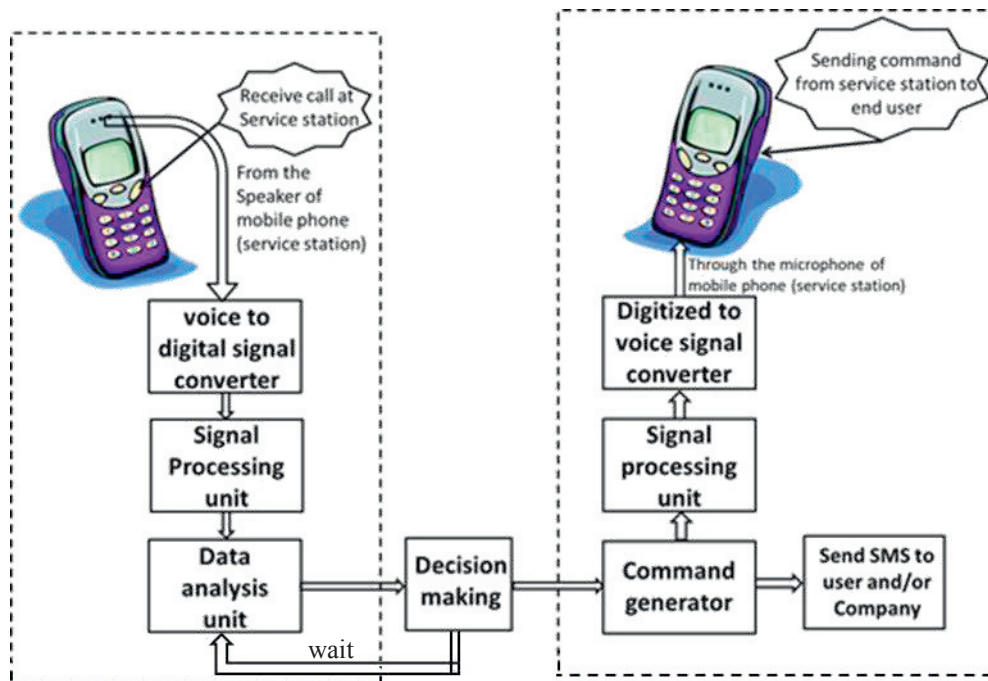 Receive call at
Service station
From the
Speaker of
mobile phone
(service station)
voice to
digital signal
converter
Signal
Processing
unit
Data
analysis
unit
wait
Decision
making
Sending command
from service station to
end user
Through the microphone of
mobile phone (service station)
Digitized to
voice signal
converter
Signal
processing
unit
Command
generator
Send SMS to
user and/or
Company